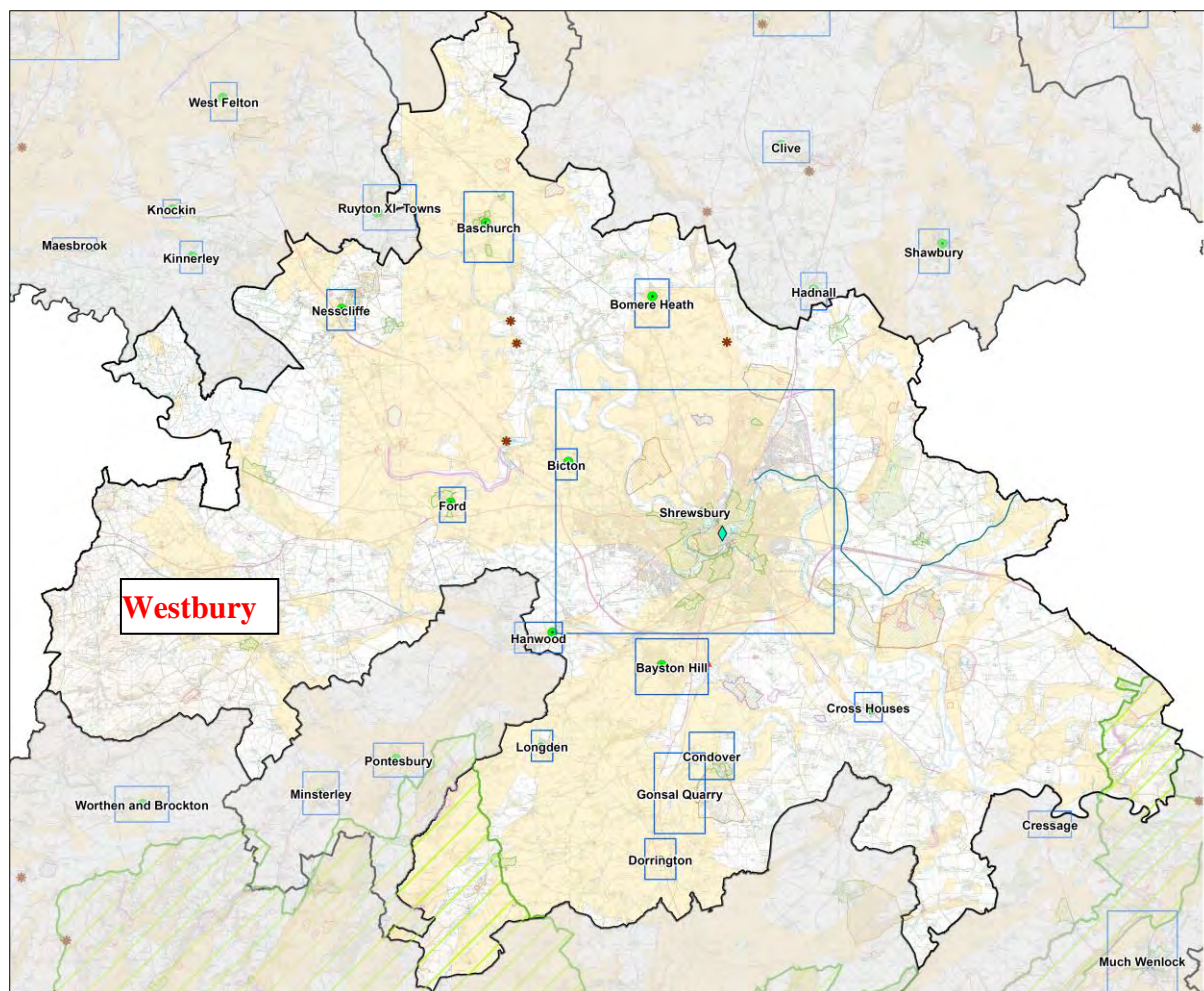 West Felton
Clive
Knockin
Ruyton XI-Towns
Baschurch
Maesbrook
Kinnerley
Shawbury
Nesscliffe
Bomere Heath
Hadnall
Bicton
Ford
Shrewsbury
Westbury
Hanwood
Bayston Hill
Cross Houses
Longden
Condover
Pontesbury
Gonsal Quarry
Minsterley
Worthen and Brockton
Cressage
Dorrington
Much Wenlock